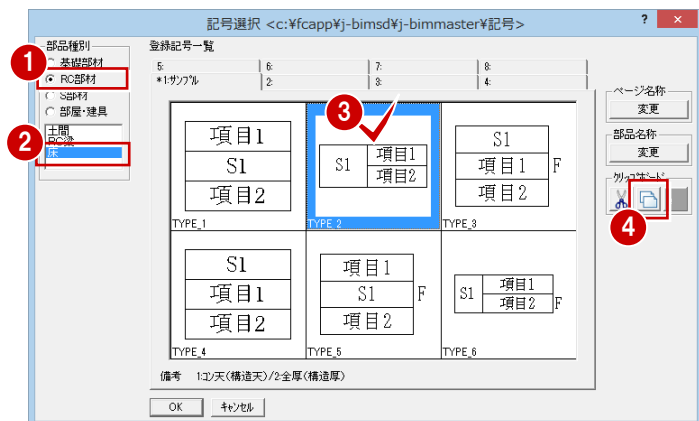 記号選択 <c:¥fcapp¥j-bimsd¥j-bimmaster¥記号>
? ×
部品種別
登録記号一覧
1
基礎部材
RC部材
S部材
部屋・建具
2
土間
RC梁
床
5: 6: 7: 8:
*1:サンプル 2: 3: 4:
3
項目1
S1
項目2
TYPE_1
S1 項目1
項目2
TYPE_2
S1
項目1 F
項目2
TYPE_3
S1
項目1
項目2
TYPE_4
項目1
S1 F
項目2
TYPE_5
S1 項目1
項目2 F
TYPE_6
備考 1:コン天(構造天)/2:全厚(構造厚)
OK キャンセル
ページ名称
変更
部品名称
変更
クリップボード
4